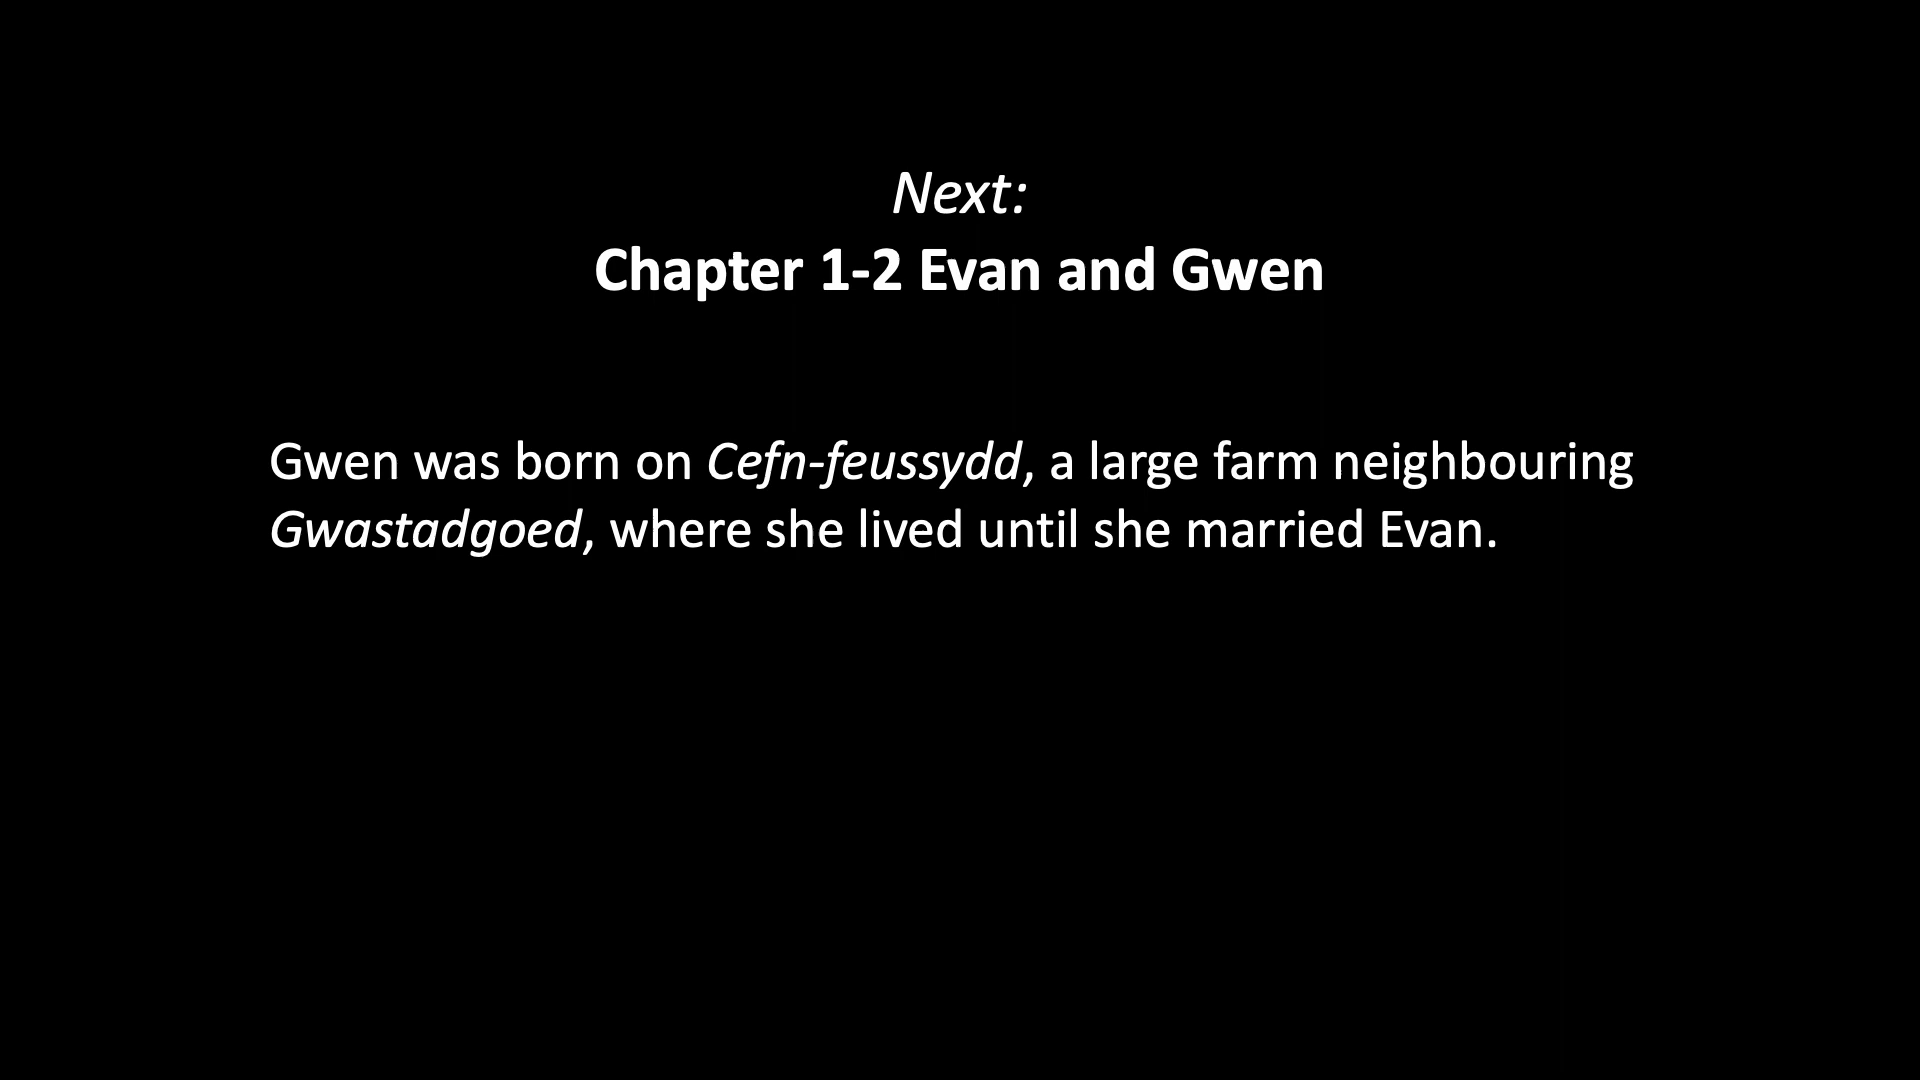 Next:
Chapter 1-2 Evan and Gwen
Gwen was born on Cefn-feussydd, a large farm neighbouring
Gwastadgoed, where she lived until she married Evan.